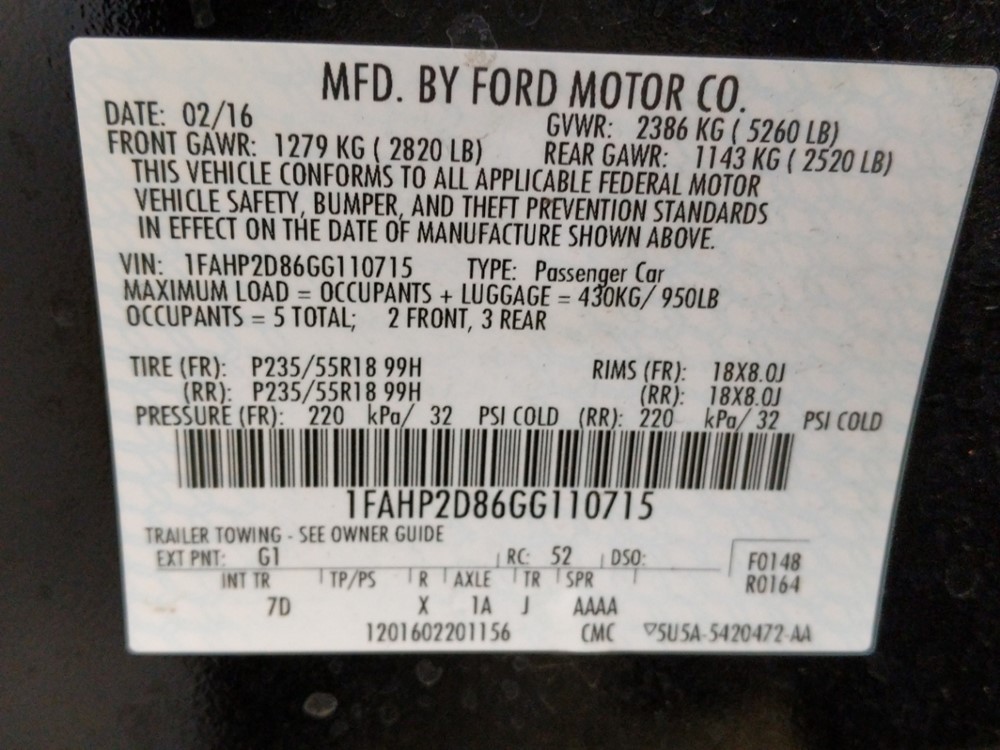 MFD. BY FORD MOTOR CO.
DATE: 02/16 GVWR: 2386 KG ( 5260 LB)
FRONT GAWR: 1279 KG ( 2820 LB) REAR GAWR: 1143 KG ( 2520 LB)
THIS VEHICLE CONFORMS TO ALL APPLICABLE FEDERAL MOTOR
VEHICLE SAFETY, BUMPER, AND THEFT PREVENTION STANDARDS
IN EFFECT ON THE DATE OF MANUFACTURE SHOWN ABOVE.
VIN: 1FAHP2D86GG110715 TYPE: Passenger Car
MAXIMUM LOAD = OCCUPANTS + LUGGAGE = 430KG/ 950LB
OCCUPANTS = 5 TOTAL; 2 FRONT, 3 REAR
TIRE (FR): P235/55R18 99H RIMS (FR): 18X8.0J
(RR): P235/55R18 99H (RR): 18X8.0J
PRESSURE (FR): 220 kPa/ 32 PSI COLD (RR): 220 kPa/ 32 PSI COLD
1FAHP2D86GG110715
TRAILER TOWING - SEE OWNER GUIDE
EXT PNT: G1 RC: 52 DSO: F0148
R0164
INT TR TP/PS R AXLE TR SPR
7D X 1A J AAAA
1201602201156 CMC ▽5U5A-5420472-AA